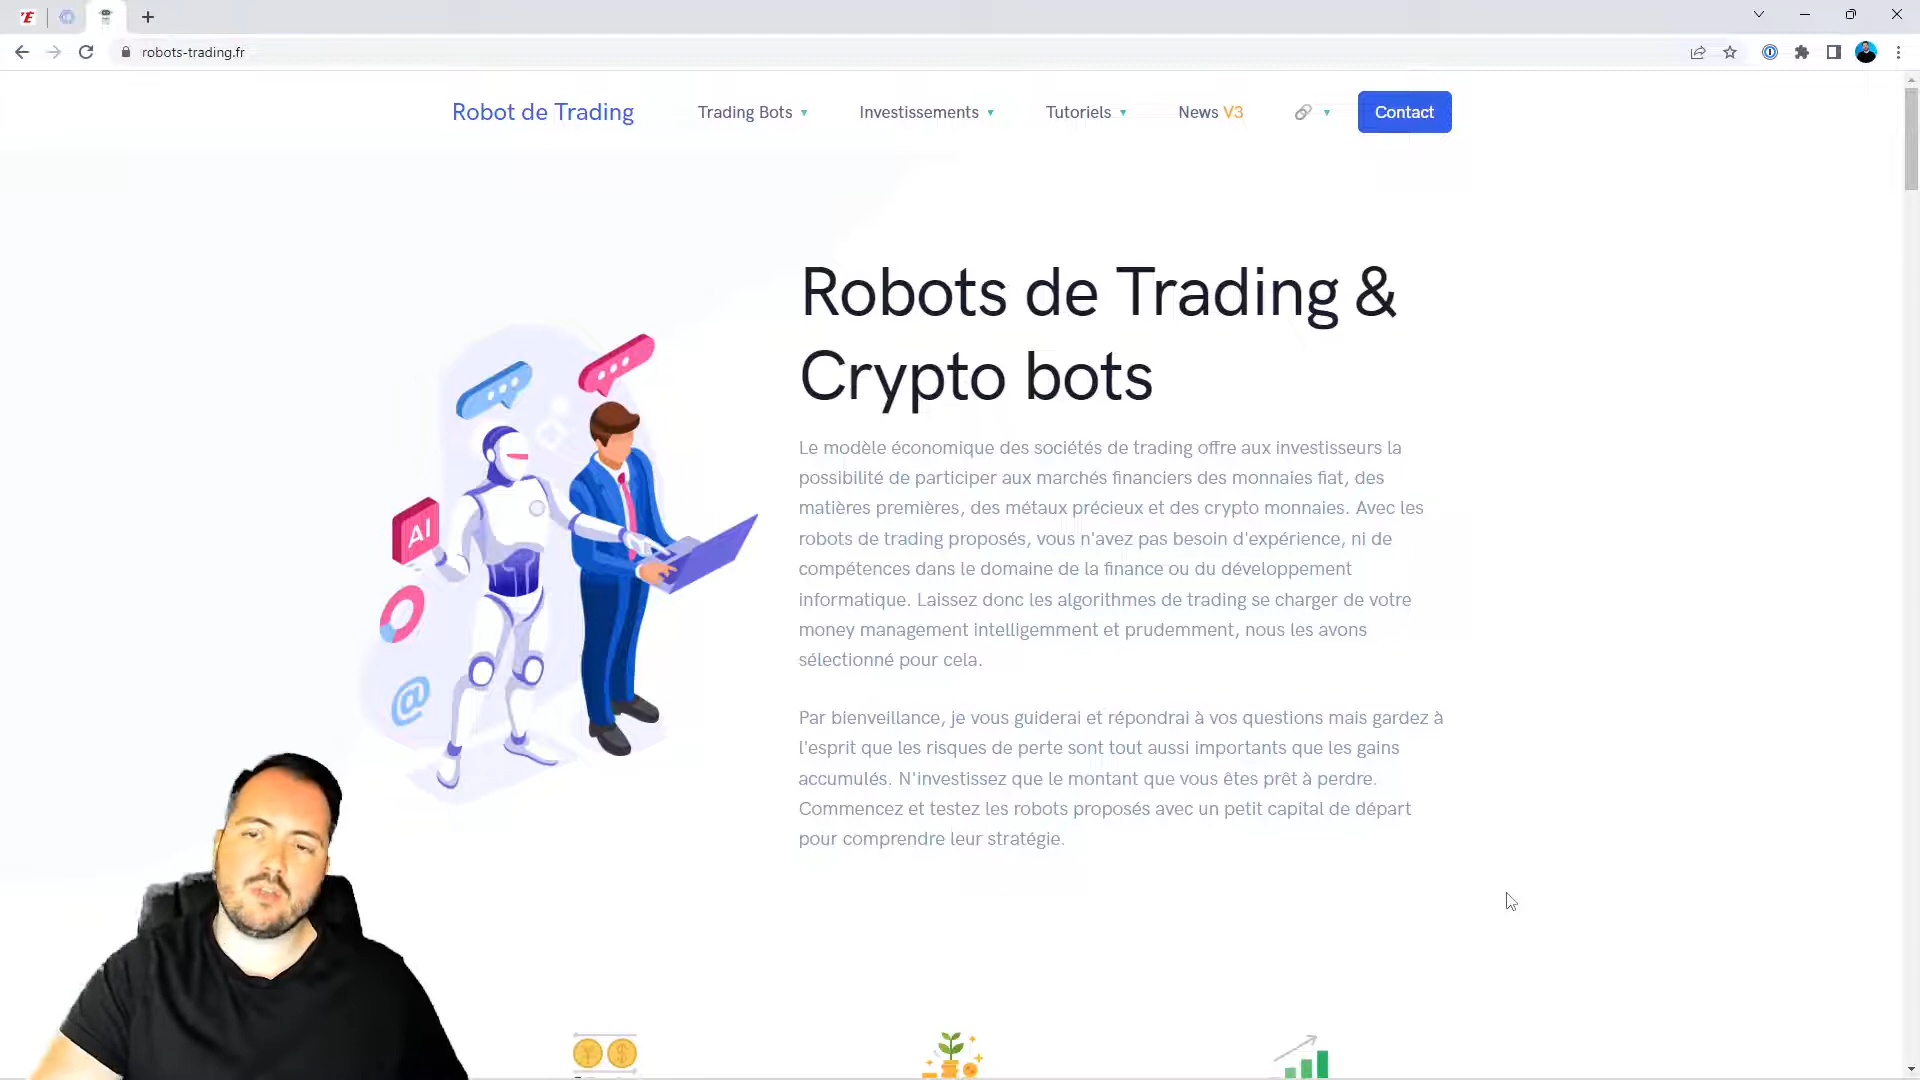 robots-trading.fr
Robot de Trading
Trading Bots
Investissements
Tutoriels
News V3
Contact
Robots de Trading &
Crypto bots
Le modèle économique des sociétés de trading offre aux investisseurs la
possibilité de participer aux marchés financiers des monnaies fiat, des
matières premières, des métaux précieux et des crypto monnaies. Avec les
robots de trading proposés, vous n'avez pas besoin d'expérience, ni de
compétences dans le domaine de la finance ou du développement
informatique. Laissez donc les algorithmes de trading se charger de votre
money management intelligemment et prudemment, nous les avons
sélectionné pour cela.
Par bienveillance, je vous guiderai et répondrai à vos questions mais gardez à
l'esprit que les risques de perte sont tout aussi importants que les gains
accumulés. N'investissez que le montant que vous êtes prêt à perdre.
Commencez et testez les robots proposés avec un petit capital de départ
pour comprendre leur stratégie.
AI
@